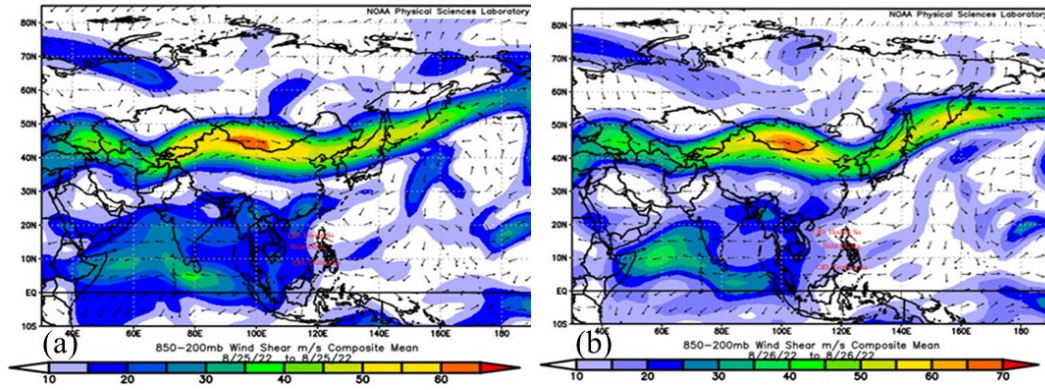 NOAA Physical Sciences Laboratory
80N
70N
60N
50N
40N
30N
20N
10N
EQ
10S
40E
60E
80E
100E
120E
140E
160E
180
(a)
850-200mb Wind Shear m/s Composite Mean
8/25/22 to 8/25/22
10 20 30 40 50 60
NOAA Physical Sciences Laboratory
80N
70N
60N
50N
40N
30N
20N
10N
EQ
10S
40E
60E
80E
100E
120E
140E
160E
180
(b)
850-200mb Wind Shear m/s Composite Mean
8/26/22 to 8/26/22
10 20 30 40 50 60 70